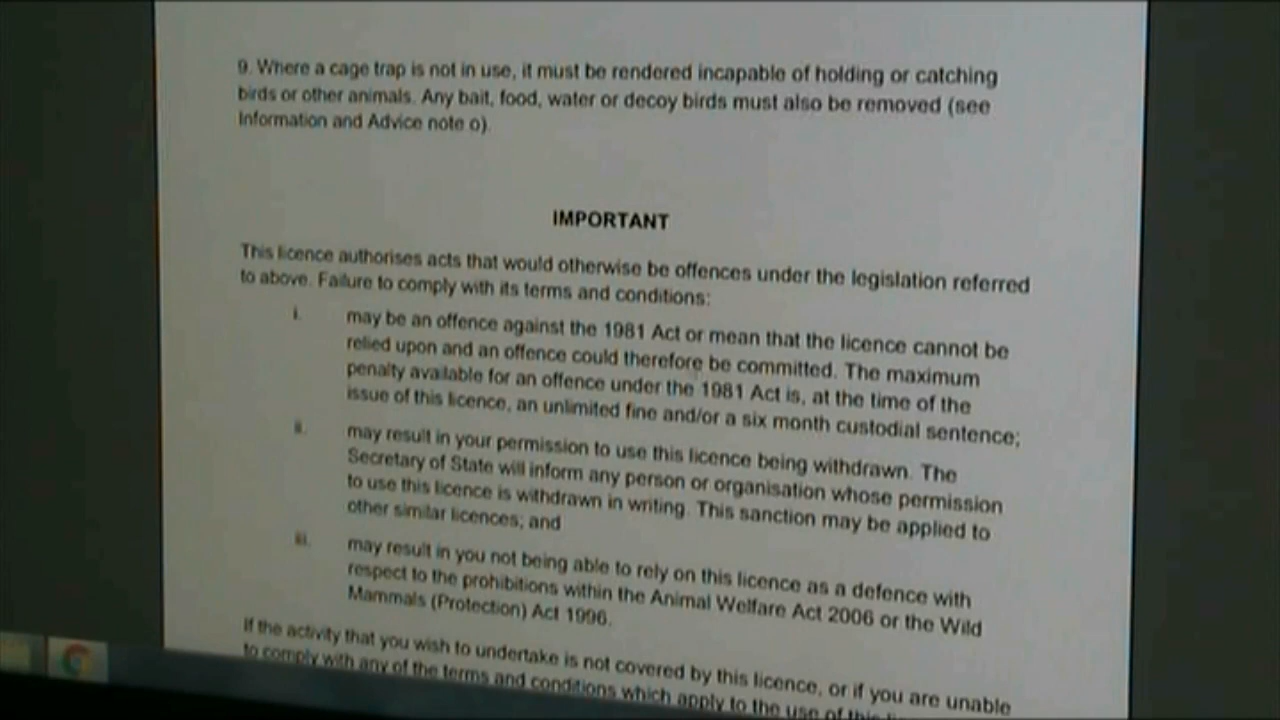 9. Where a cage trap is not in use, it must be rendered incapable of holding or catching
birds or other animals. Any bait, food, water or decoy birds must also be removed (see
Information and Advice note o).
IMPORTANT
This licence authorises acts that would otherwise be offences under the legislation referred
to above. Failure to comply with its terms and conditions:
i. may be an offence against the 1981 Act or mean that the licence cannot be
relied upon and an offence could therefore be committed. The maximum
penalty available for an offence under the 1981 Act is, at the time of the
issue of this licence, an unlimited fine and/or a six month custodial sentence;
ii. may result in your permission to use this licence being withdrawn. The
Secretary of State will inform any person or organisation whose permission
to use this licence is withdrawn in writing. This sanction may be applied to
other similar licences; and
iii. may result in you not being able to rely on this licence as a defence with
respect to the prohibitions within the Animal Welfare Act 2006 or the Wild
Mammals (Protection) Act 1996.
If the activity that you wish to undertake is not covered by this licence, or if you are unable
to comply with any of the terms and conditions which apply to the use of this